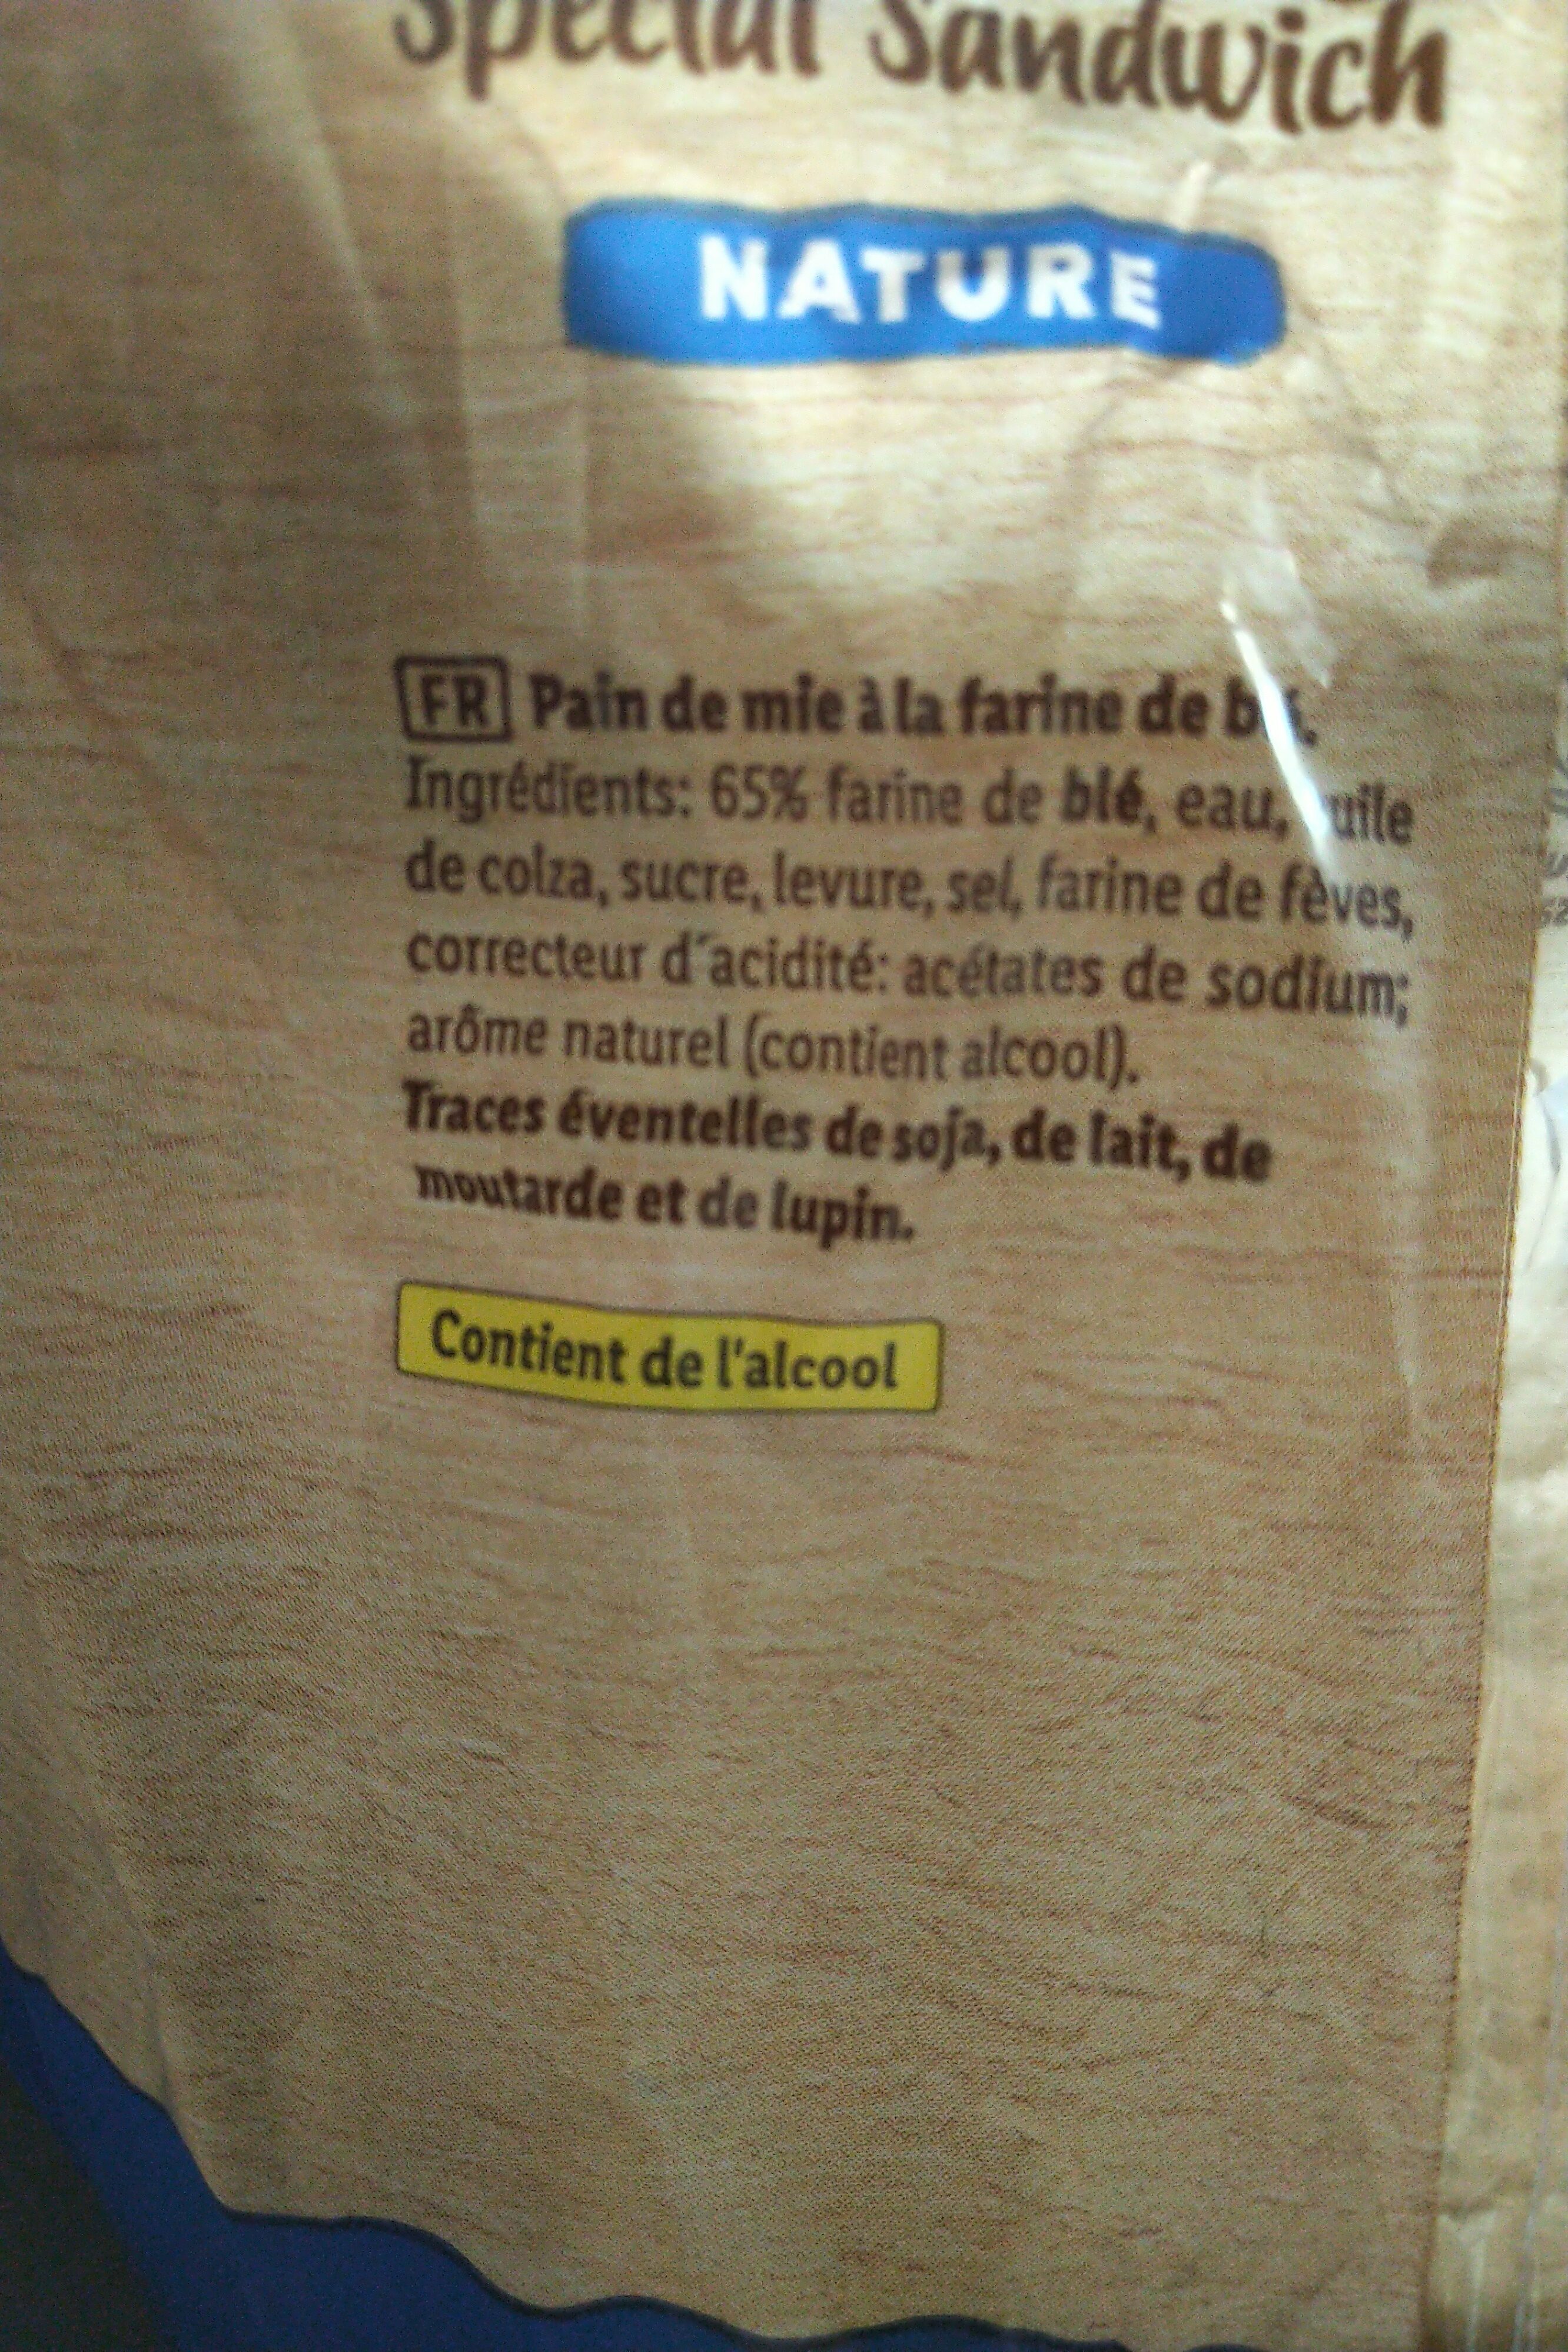 Special Sandwich
NATURE
FR Pain de mie à la farine de blé.
Ingrédients: 65% farine de blé, eau, huile
de colza, sucre, levure, sel, farine de fèves,
correcteur d´acidité: acétates de sodium;
arôme naturel (contient alcool).
Traces éventelles de soja, de lait, de
moutarde et de lupin.
Contient de l'alcool